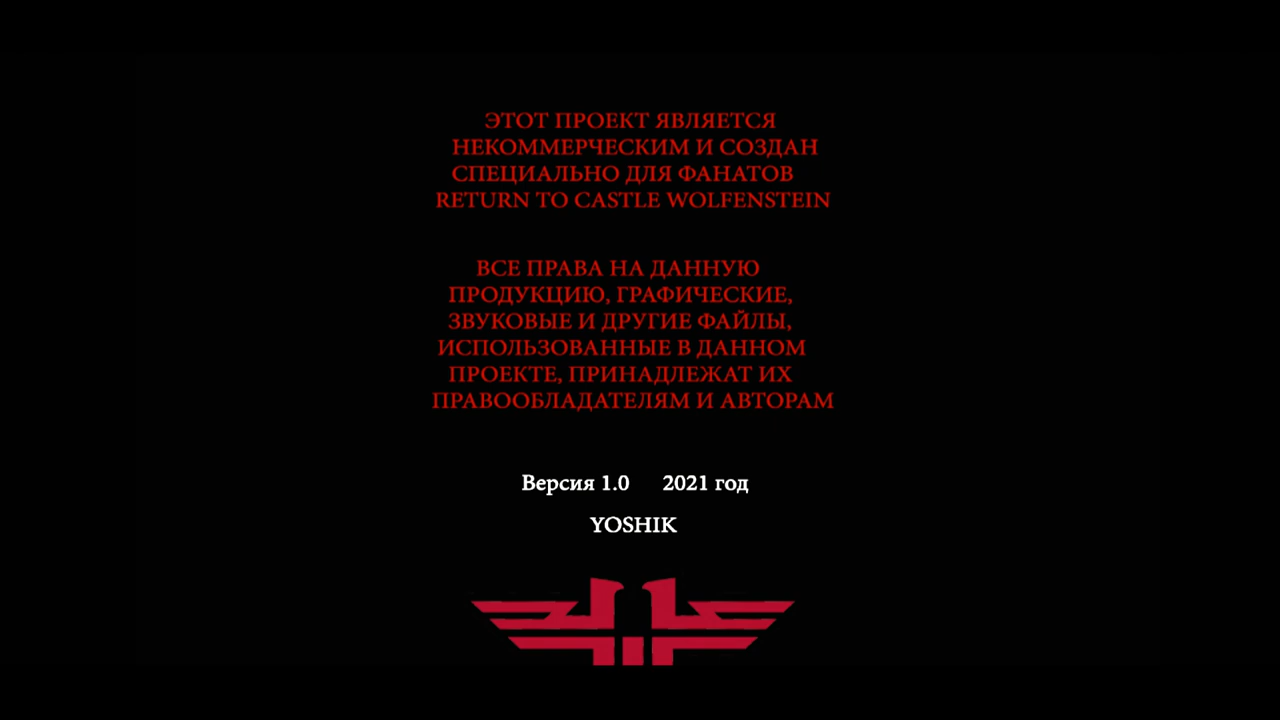 ЭТОТ ПРОЕКТ ЯВЛЯЕТСЯ
НЕКОММЕРЧЕСКИМ И СОЗДАН
СПЕЦИАЛЬНО ДЛЯ ФАНАТОВ
RETURN TO CASTLE WOLFENSTEIN
ВСЕ ПРАВА НА ДАННУЮ
ПРОДУКЦИЮ, ГРАФИЧЕСКИЕ,
ЗВУКОВЫЕ И ДРУГИЕ ФАЙЛЫ,
ИСПОЛЬЗОВАННЫЕ В ДАННОМ
ПРОЕКТЕ, ПРИНАДЛЕЖАТ ИХ
ПРАВООБЛАДАТЕЛЯМ И АВТОРАМ
Версия 1.0 2021 год
YOSHIK